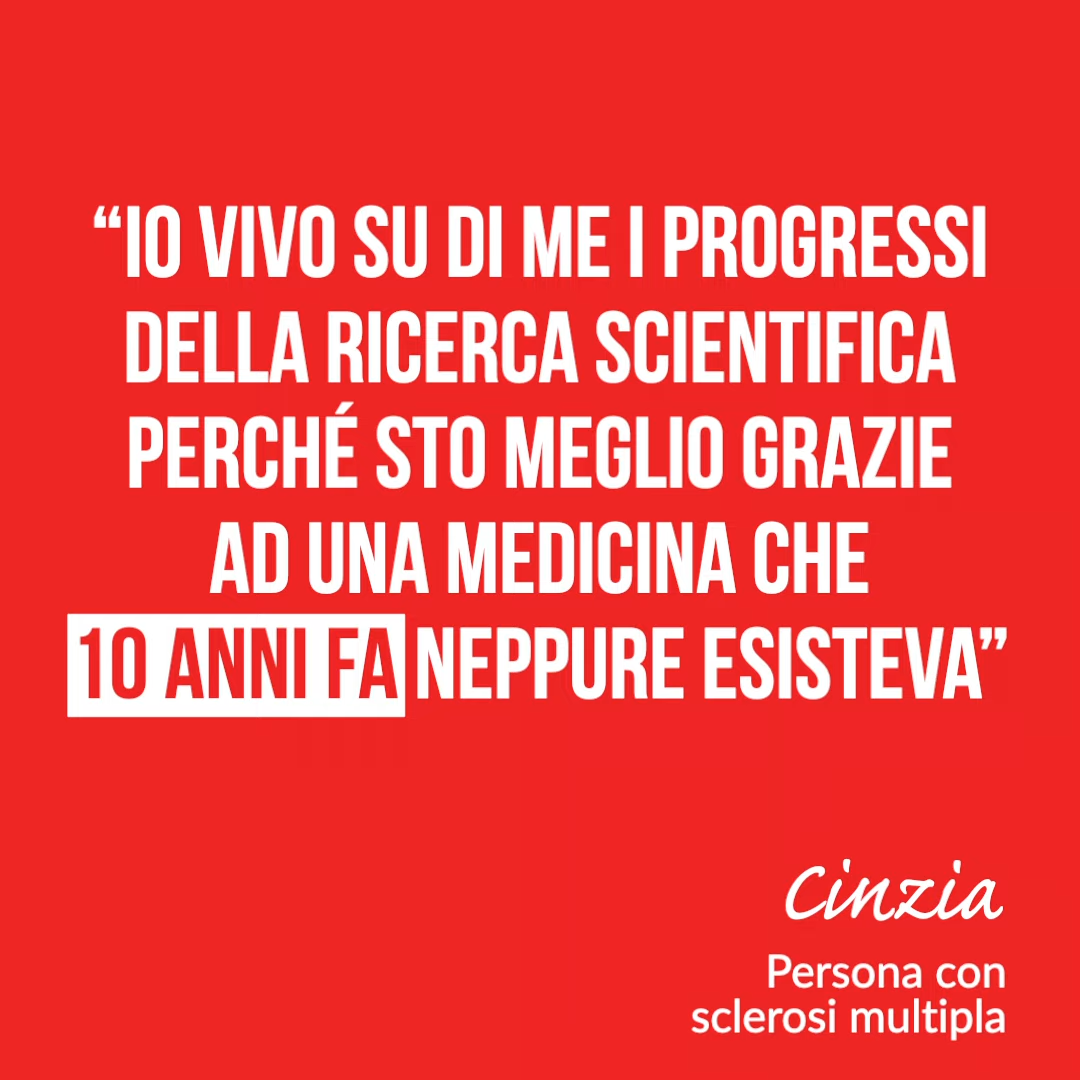 “IO VIVO SU DI ME I PROGRESSI
DELLA RICERCA SCIENTIFICA
PERCHÉ STO MEGLIO GRAZIE
AD UNA MEDICINA CHE
10 ANNI FA NEPPURE ESISTEVA”
Cinzia
Persona con
sclerosi multipla